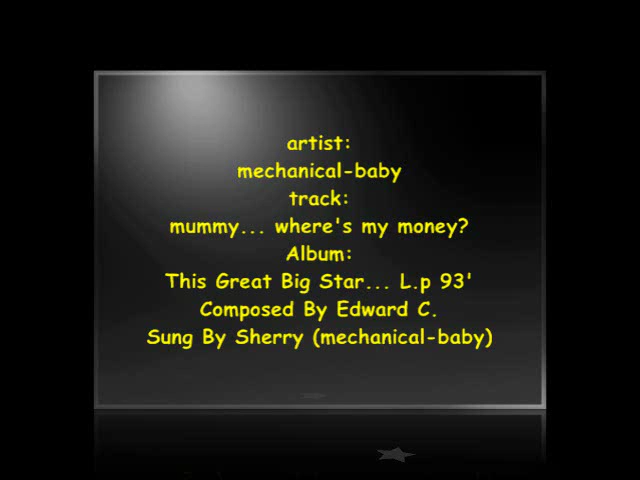 artist:
mechanical-baby
track:
mummy... where's my money?
Album:
This Great Big Star... L.p 93'
Composed By Edward C.
Sung By Sherry (mechanical-baby)